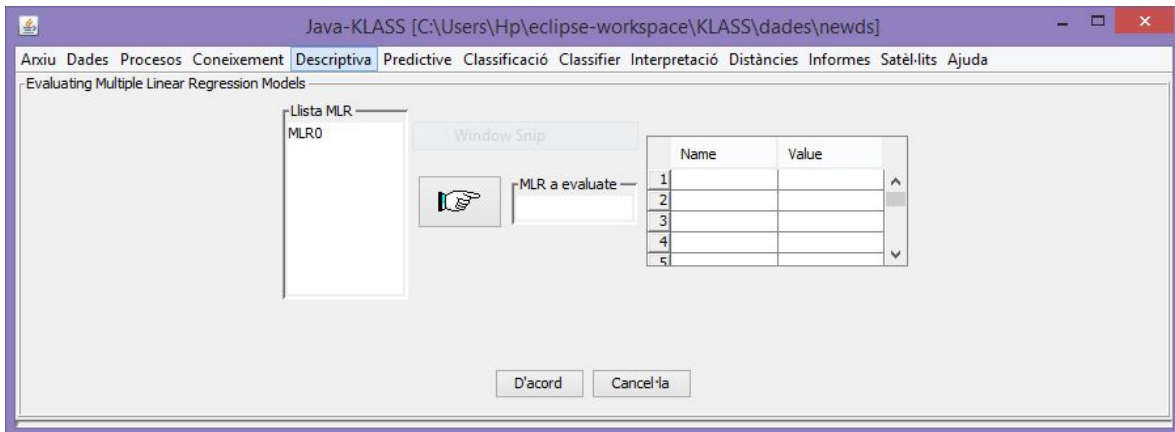 Java-KLASS [C:\Users\Hp\eclipse-workspace\KLASS\dades\newds]
Arxiu Dades Procesos Coneixement Descriptiva Predictive Classificació Classifier Interpretació Distàncies Informes Satèl·lits Ajuda
Evaluating Multiple Linear Regression Models
Llista MLR
MLR0
Window Snip
MLR a evaluate
Name Value
1
2
3
4
5
D'acord Cancel·la